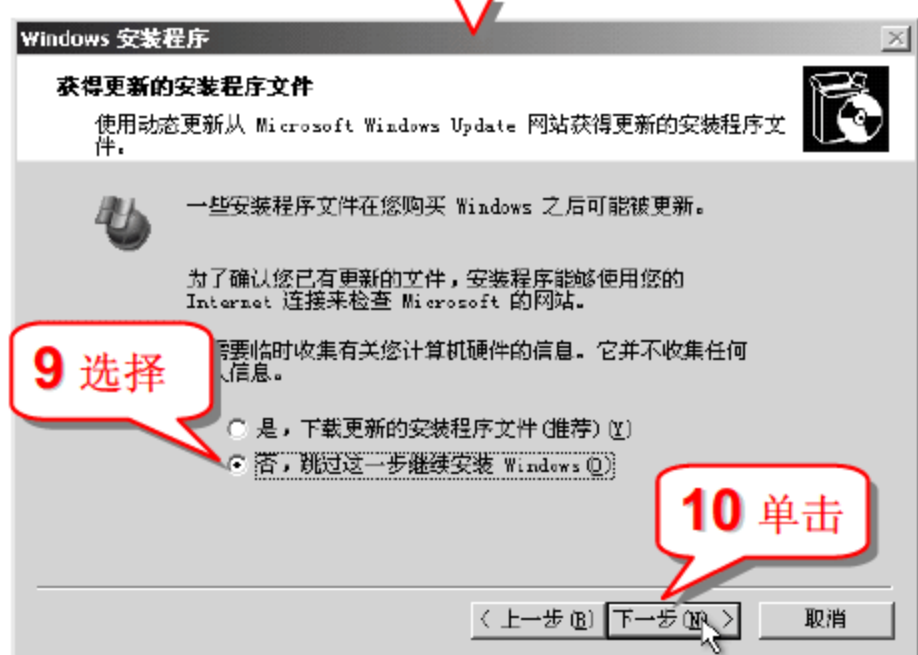 Windows 安装程序
获得更新的安装程序文件
使用动态更新从 Microsoft Windows Update 网站获得更新的安装程序文
件。
一些安装程序文件在您购买 Windows 之后可能被更新。
为了确认您已有更新的文件，安装程序能够使用您的
Internet 连接来检查 Microsoft 的网站。
需要临时收集有关您计算机硬件的信息。它并不收集任何
信息。
9 选择
是，下载更新的安装程序文件(推荐)(Y)
否，跳过这一步继续安装 Windows(O)
10 单击
< 上一步(B)
下一步(N) >
取消